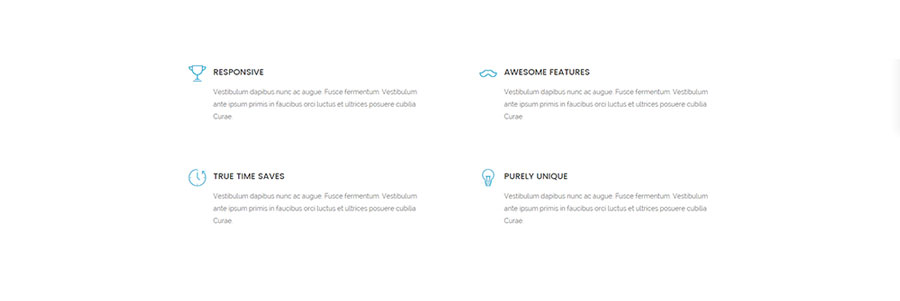 RESPONSIVE
Vestibulum dapibus nunc ac augue. Fusce fermentum. Vestibulum
ante ipsum primis in faucibus orci luctus et ultrices posuere cubilia
Curae.
AWESOME FEATURES
Vestibulum dapibus nunc ac augue. Fusce fermentum. Vestibulum
ante ipsum primis in faucibus orci luctus et ultrices posuere cubilia
Curae.
TRUE TIME SAVES
Vestibulum dapibus nunc ac augue. Fusce fermentum. Vestibulum
ante ipsum primis in faucibus orci luctus et ultrices posuere cubilia
Curae.
PURELY UNIQUE
Vestibulum dapibus nunc ac augue. Fusce fermentum. Vestibulum
ante ipsum primis in faucibus orci luctus et ultrices posuere cubilia
Curae.